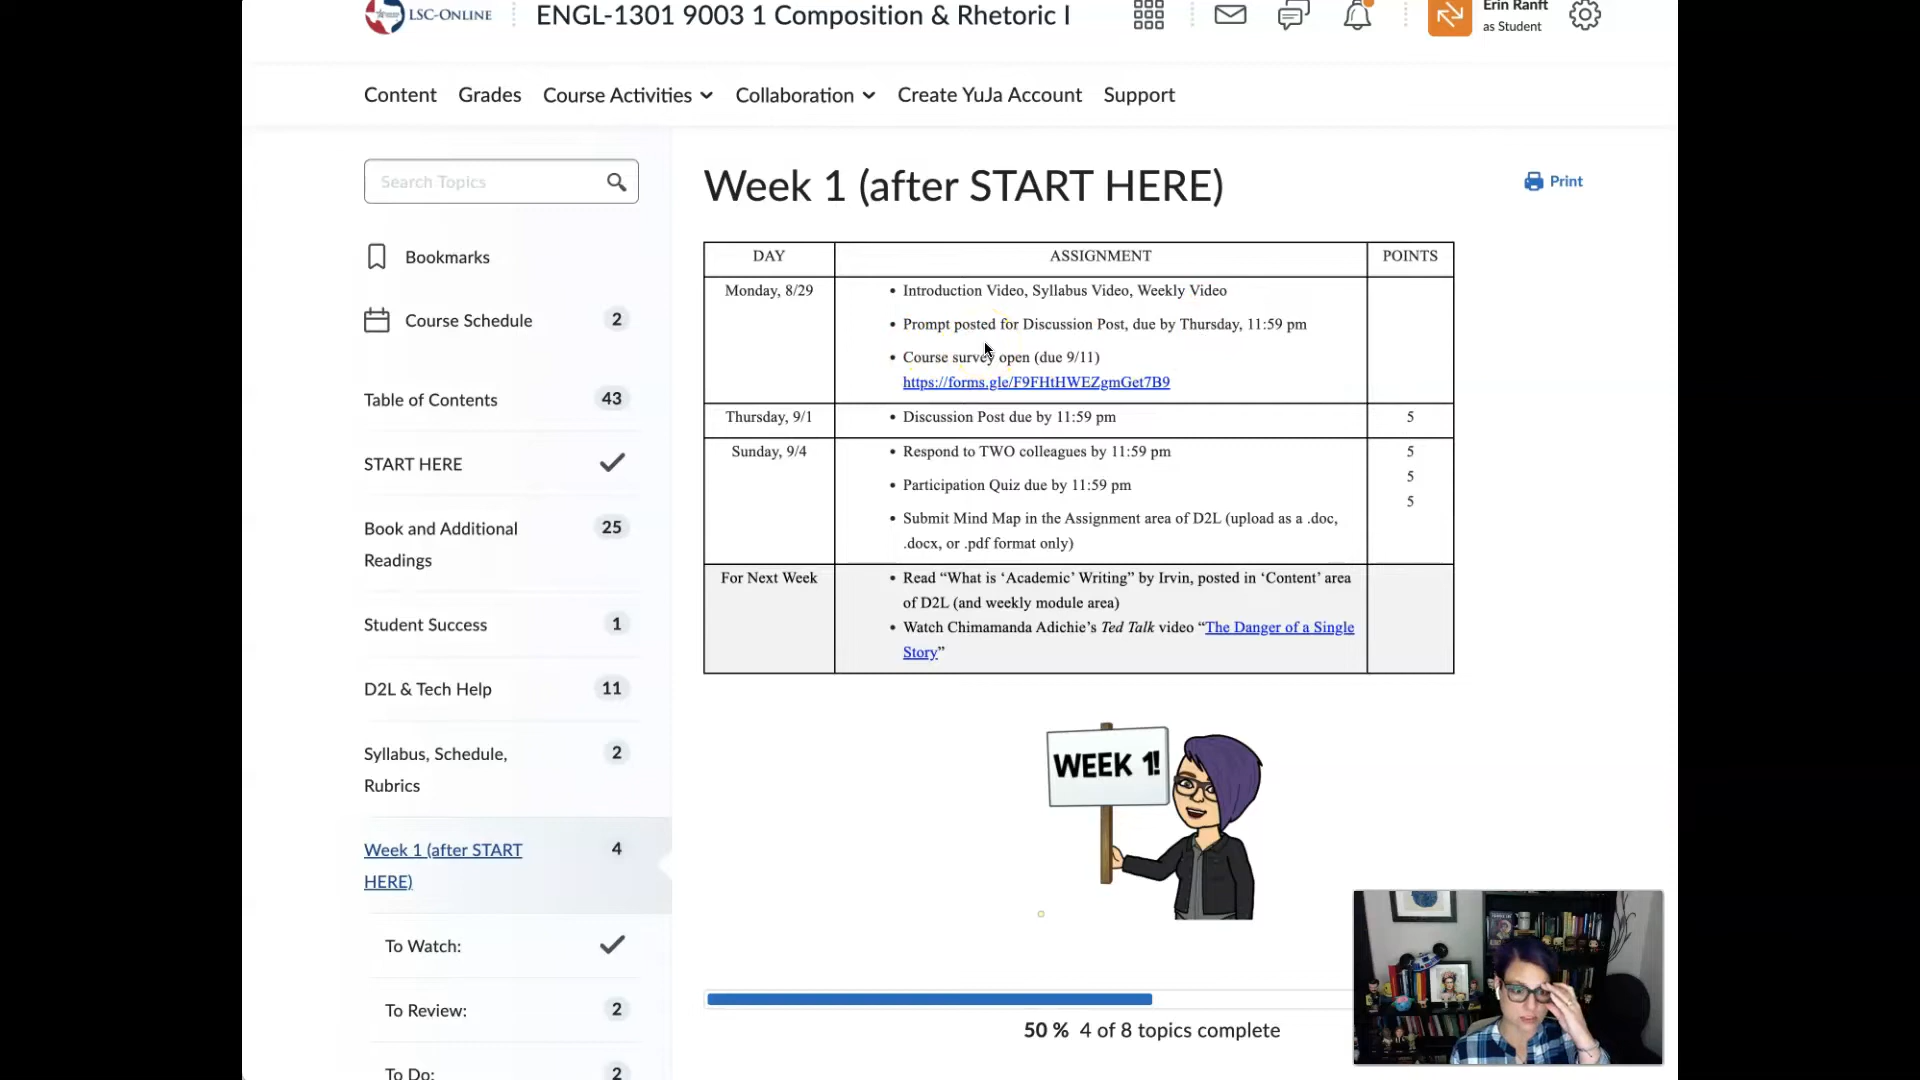 LSC-ONLINE
ENGL-1301 9003 1 Composition & Rhetoric I
Erin Ranft
as Student
Content Grades Course Activities Collaboration Create YuJa Account Support
Search Topics
Bookmarks
Course Schedule 2
Table of Contents 43
START HERE
Book and Additional 25
Readings
Student Success 1
D2L & Tech Help 11
Syllabus, Schedule, 2
Rubrics
Week 1 (after START 4
HERE)
To Watch:
To Review: 2
To Do: 2
Week 1 (after START HERE)
Print
DAY ASSIGNMENT POINTS
Monday, 8/29 • Introduction Video, Syllabus Video, Weekly Video
• Prompt posted for Discussion Post, due by Thursday, 11:59 pm
• Course survey open (due 9/11)
https://forms.gle/F9FHtHWEZgmGet7B9
Thursday, 9/1 • Discussion Post due by 11:59 pm 5
Sunday, 9/4 • Respond to TWO colleagues by 11:59 pm 5
• Participation Quiz due by 11:59 pm 5
• Submit Mind Map in the Assignment area of D2L (upload as a .doc, 5
.docx, or .pdf format only)
For Next Week • Read “What is ‘Academic’ Writing” by Irvin, posted in ‘Content’ area
of D2L (and weekly module area)
• Watch Chimamanda Adichie’s Ted Talk video “The Danger of a Single
Story”
WEEK 1!
50 % 4 of 8 topics complete